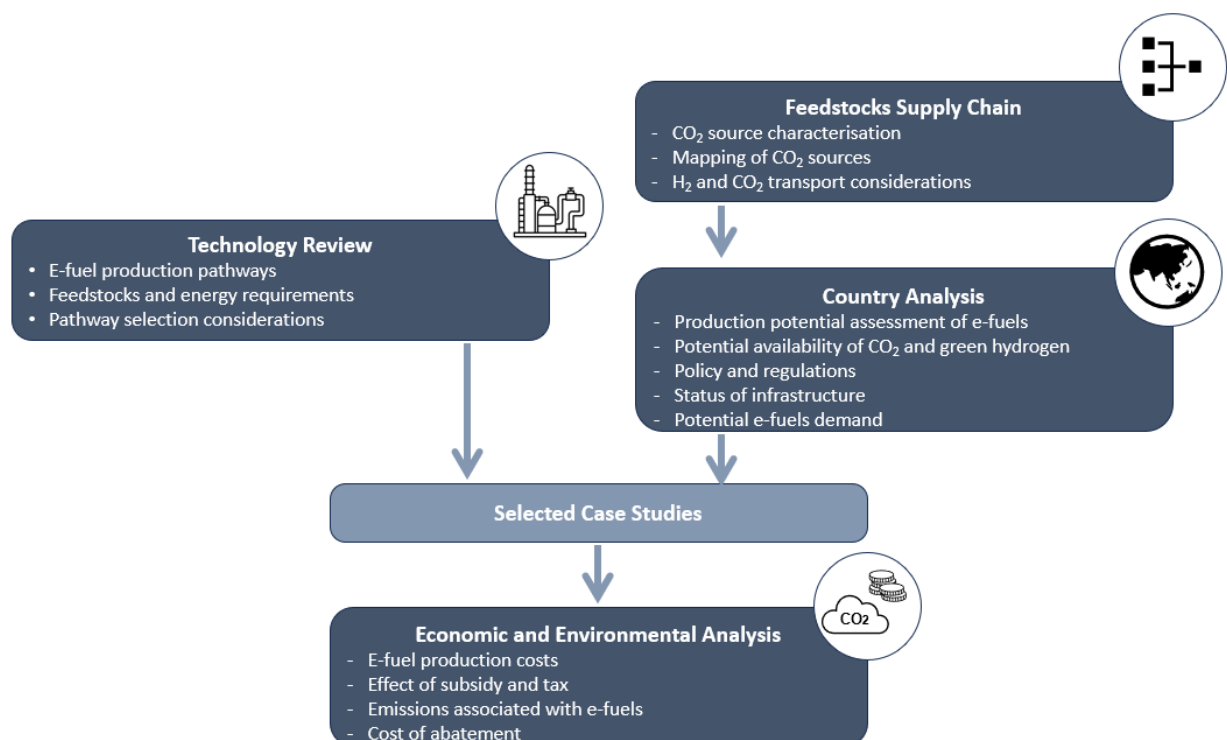 Feedstocks Supply Chain
- CO₂ source characterisation
- Mapping of CO₂ sources
- H₂ and CO₂ transport considerations
Technology Review
• E-fuel production pathways
• Feedstocks and energy requirements
• Pathway selection considerations
Country Analysis
- Production potential assessment of e-fuels
- Potential availability of CO₂ and green hydrogen
- Policy and regulations
- Status of infrastructure
- Potential e-fuels demand
Selected Case Studies
CO2
Economic and Environmental Analysis
- E-fuel production costs
- Effect of subsidy and tax
- Emissions associated with e-fuels
- Cost of abatement